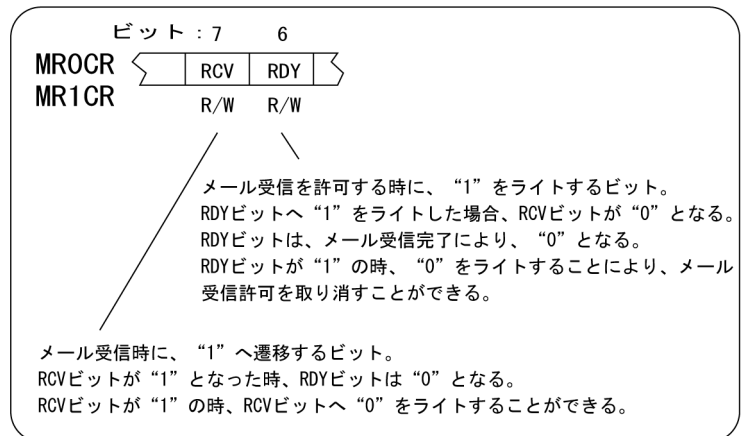 ビット：7 6
MR0CR RCV RDY
MR1CR R/W R/W
メール受信を許可する時に、“1”をライトするビット。
RDYビットへ“1”をライトした場合、RCVビットが“0”となる。
RDYビットは、メール受信完了により、“0”となる。
RDYビットが“1”の時、“0”をライトすることにより、メール
受信許可を取り消すことができる。
メール受信時に、“1”へ遷移するビット。
RCVビットが“1”となった時、RDYビットは“0”となる。
RCVビットが“1”の時、RCVビットへ“0”をライトすることができる。